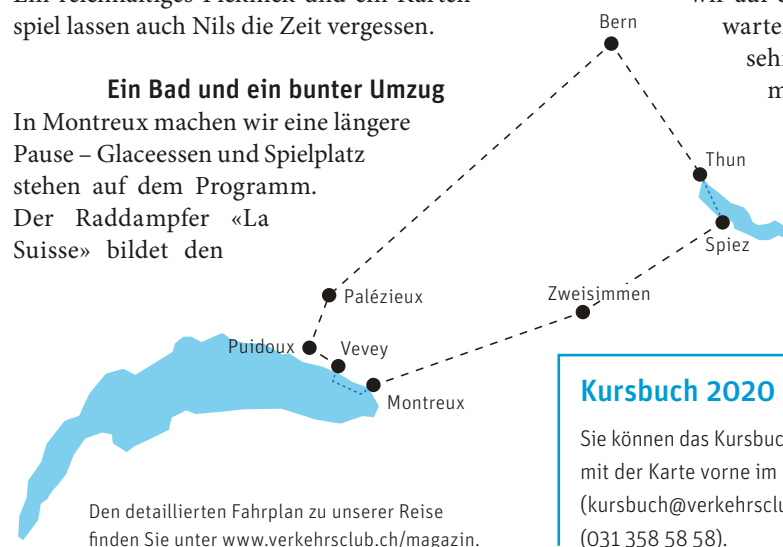 spiel lassen auch Nils die Zeit vergessen.
Ein Bad und ein bunter Umzug
In Montreux machen wir eine längere
Pause – Glaceessen und Spielplatz
stehen auf dem Programm.
Der Raddampfer «La
Suisse» bildet den
Bern
warte
seh
m
Thun
Spiez
Zweisimmen
Palézieux
Puidoux
Vevey
Montreux
Den detaillierten Fahrplan zu unserer Reise
finden Sie unter www.verkehrsclub.ch/magazin.
Kursbuch 2020
Sie können das Kursbuc
mit der Karte vorne im
(kursbuch@verkehrsclu
(031 358 58 58).